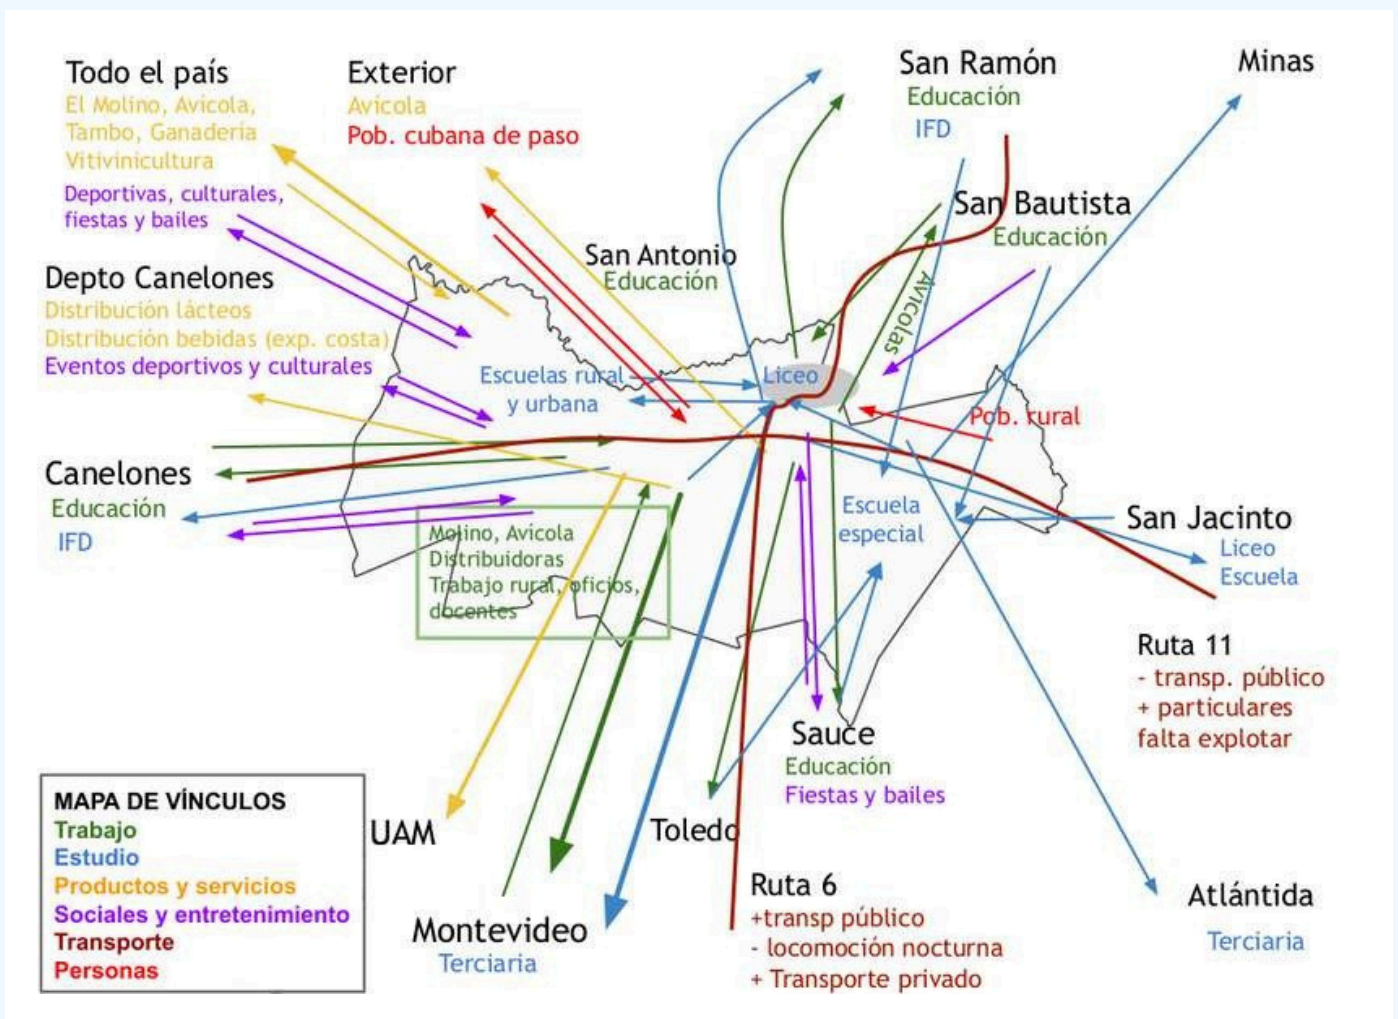 Todo el país
El Molino, Avícola,
Tambo, Ganadería
Vitivinicultura
Deportivas, culturales,
fiestas y bailes
Exterior
Avícola
Pob. cubana de paso
San Ramón
Educación
IFD
Minas
San Bautista
Educación
San Antonio
Educación
Avícolas
Depto Canelones
Distribución lácteos
Distribución bebidas (exp. costa)
Eventos deportivos y culturales
Escuelas rural
y urbana
Liceo
Pob. rural
Canelones
Educación
IFD
Molino, Avícola
Distribuidoras
Trabajo rural, oficios,
docentes
Escuela
especial
San Jacinto
Liceo
Escuela
Ruta 11
- transp. público
+ particulares
falta explotar
Sauce
Educación
Fiestas y bailes
MAPA DE VÍNCULOS
Trabajo
Estudio
Productos y servicios
Sociales y entretenimiento
Transporte
Personas
UAM
Toledo
Montevideo
Terciaria
Ruta 6
+transp público
- locomoción nocturna
+ Transporte privado
Atlántida
Terciaria